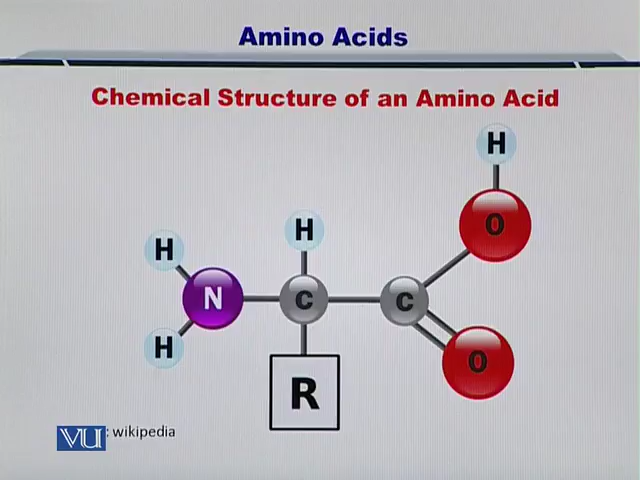 Amino Acids
Chemical Structure of an Amino Acid
H
H
H
O
H
N
C
C
H
O
R
VU : wikipedia